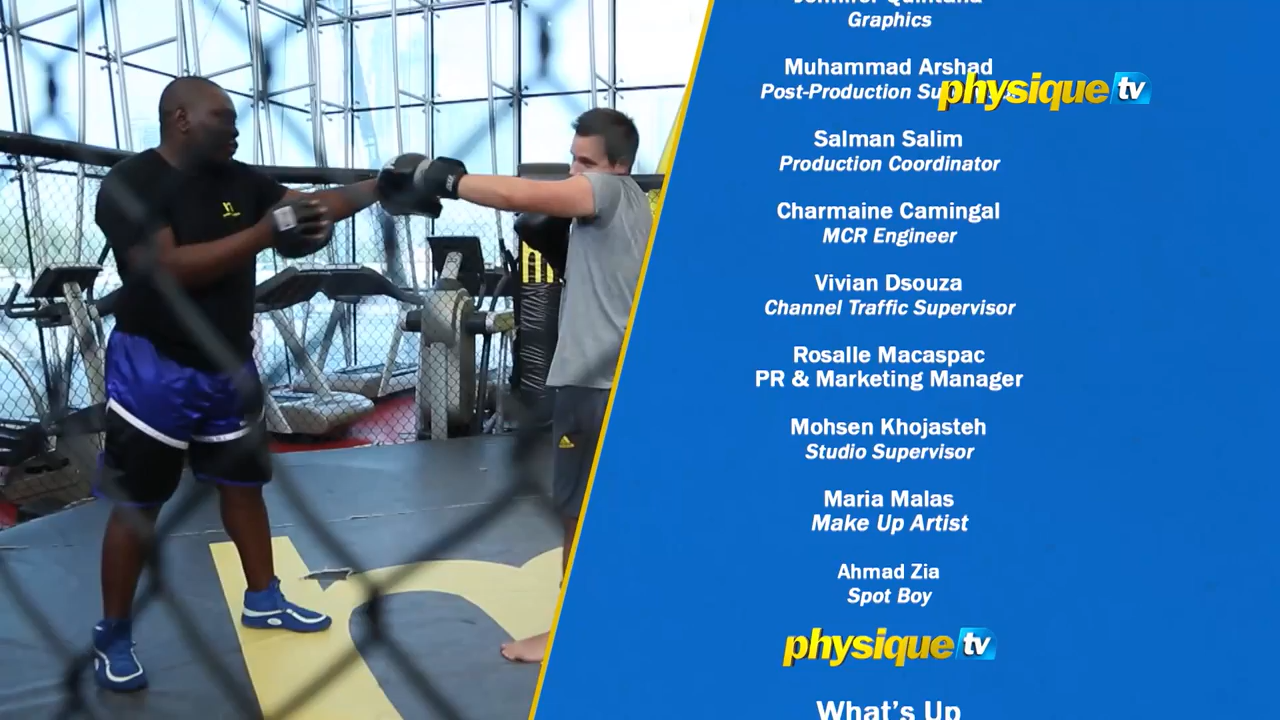 Graphics
Muhammad Arshad
Post-Production
physique tv
Salman Salim
Production Coordinator
Charmaine Camingal
MCR Engineer
Vivian Dsouza
Channel Traffic Supervisor
Rosalle Macaspac
PR & Marketing Manager
Mohsen Khojasteh
Studio Supervisor
Maria Malas
Make Up Artist
Ahmad Zia
Spot Boy
physique tv
What's Up